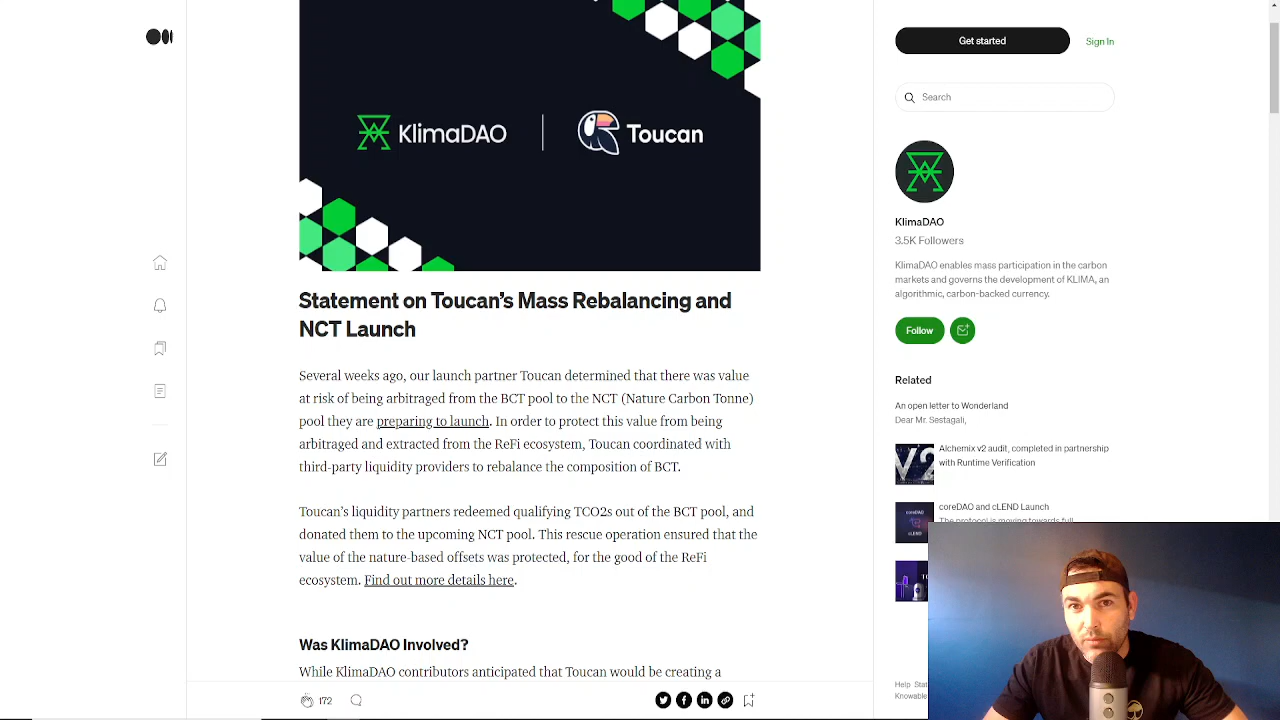 KlimaDAO | Toucan
Statement on Toucan's Mass Rebalancing and
NCT Launch
Several weeks ago, our launch partner Toucan determined that there was value
at risk of being arbitraged from the BCT pool to the NCT (Nature Carbon Tonne)
pool they are preparing to launch. In order to protect this value from being
arbitraged and extracted from the ReFi ecosystem, Toucan coordinated with
third-party liquidity providers to rebalance the composition of BCT.
Toucan's liquidity partners redeemed qualifying TCO2s out of the BCT pool, and
donated them to the upcoming NCT pool. This rescue operation ensured that the
value of the nature-based offsets was protected, for the good of the ReFi
ecosystem. Find out more details here.
Was KlimaDAO Involved?
While KlimaDAO contributors anticipated that Toucan would be creating a
172
Get started
Sign In
Search
KlimaDAO
3.5K Followers
KlimaDAO enables mass participation in the carbon
markets and governs the development of KLIMA, an
algorithmic, carbon-backed currency.
Follow
Related
An open letter to Wonderland
Dear Mr. Sestagali,
Alchemix v2 audit, completed in partnership
with Runtime Verification
coreDAO and cLEND Launch
The protocol is moving towards full
Help
Knowable